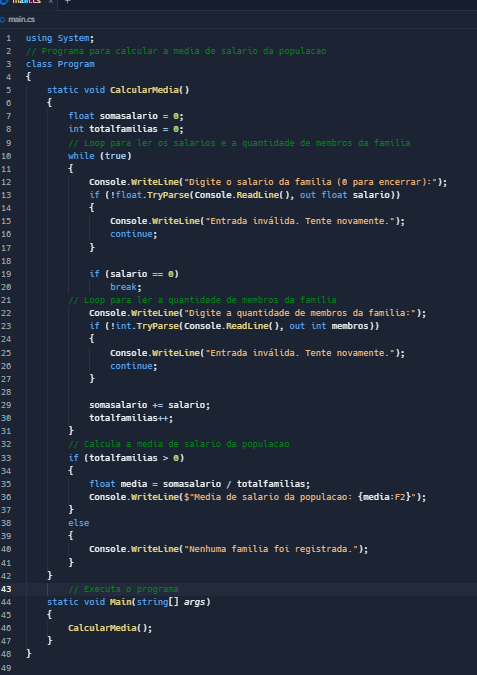 main.cs × +
main.cs
1 using System;
2 // Programa para calcular a media de salario da populacao
3 class Program
4 {
5 static void CalcularMedia()
6 {
7 float somasalario = 0;
8 int totalfamilias = 0;
9 // Loop para ler os salarios e a quantidade de membros da familia
10 while (true)
11 {
12 Console.WriteLine("Digite o salario da familia (0 para encerrar):");
13 if (!float.TryParse(Console.ReadLine(), out float salario))
14 {
15 Console.WriteLine("Entrada inválida. Tente novamente.");
16 continue;
17 }
18
19 if (salario == 0)
20 break;
21 // Loop para ler a quantidade de membros da familia
22 Console.WriteLine("Digite a quantidade de membros da familia:");
23 if (!int.TryParse(Console.ReadLine(), out int membros))
24 {
25 Console.WriteLine("Entrada inválida. Tente novamente.");
26 continue;
27 }
28
29 somasalario += salario;
30 totalfamilias++;
31 }
32 // Calcula a media de salario da populacao
33 if (totalfamilias > 0)
34 {
35 float media = somasalario / totalfamilias;
36 Console.WriteLine($"Media de salario da populacao: {media:F2}");
37 }
38 else
39 {
40 Console.WriteLine("Nenhuma familia foi registrada.");
41 }
42 }
43 // Executa o programa
44 static void Main(string[] args)
45 {
46 CalcularMedia();
47 }
48 }
49